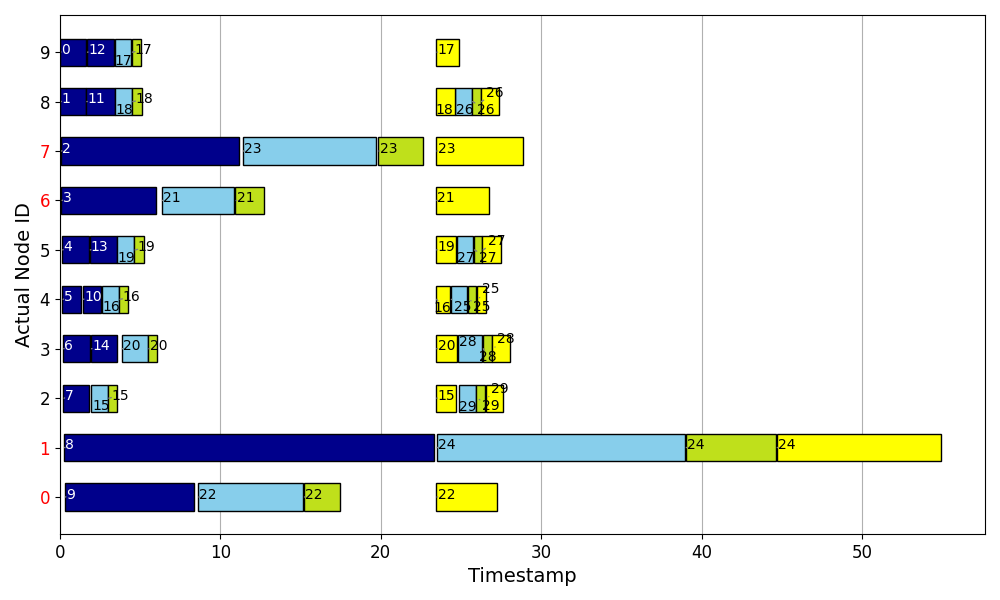 9 0 12 17 17 17
8 1 11 18 18 18 26 26 26
7 2 23 23 23
6 3 21 21 21
5 4 13 19 19 19 27 27 27
4 5 10 16 16 16 25 25 25
3 6 14 20 20 20 28 28 28
2 7 15 15 15 29 29 29
1 8 24 24 24
0 9 22 22 22
0 10 20 30 40 50
Timestamp
Actual Node ID